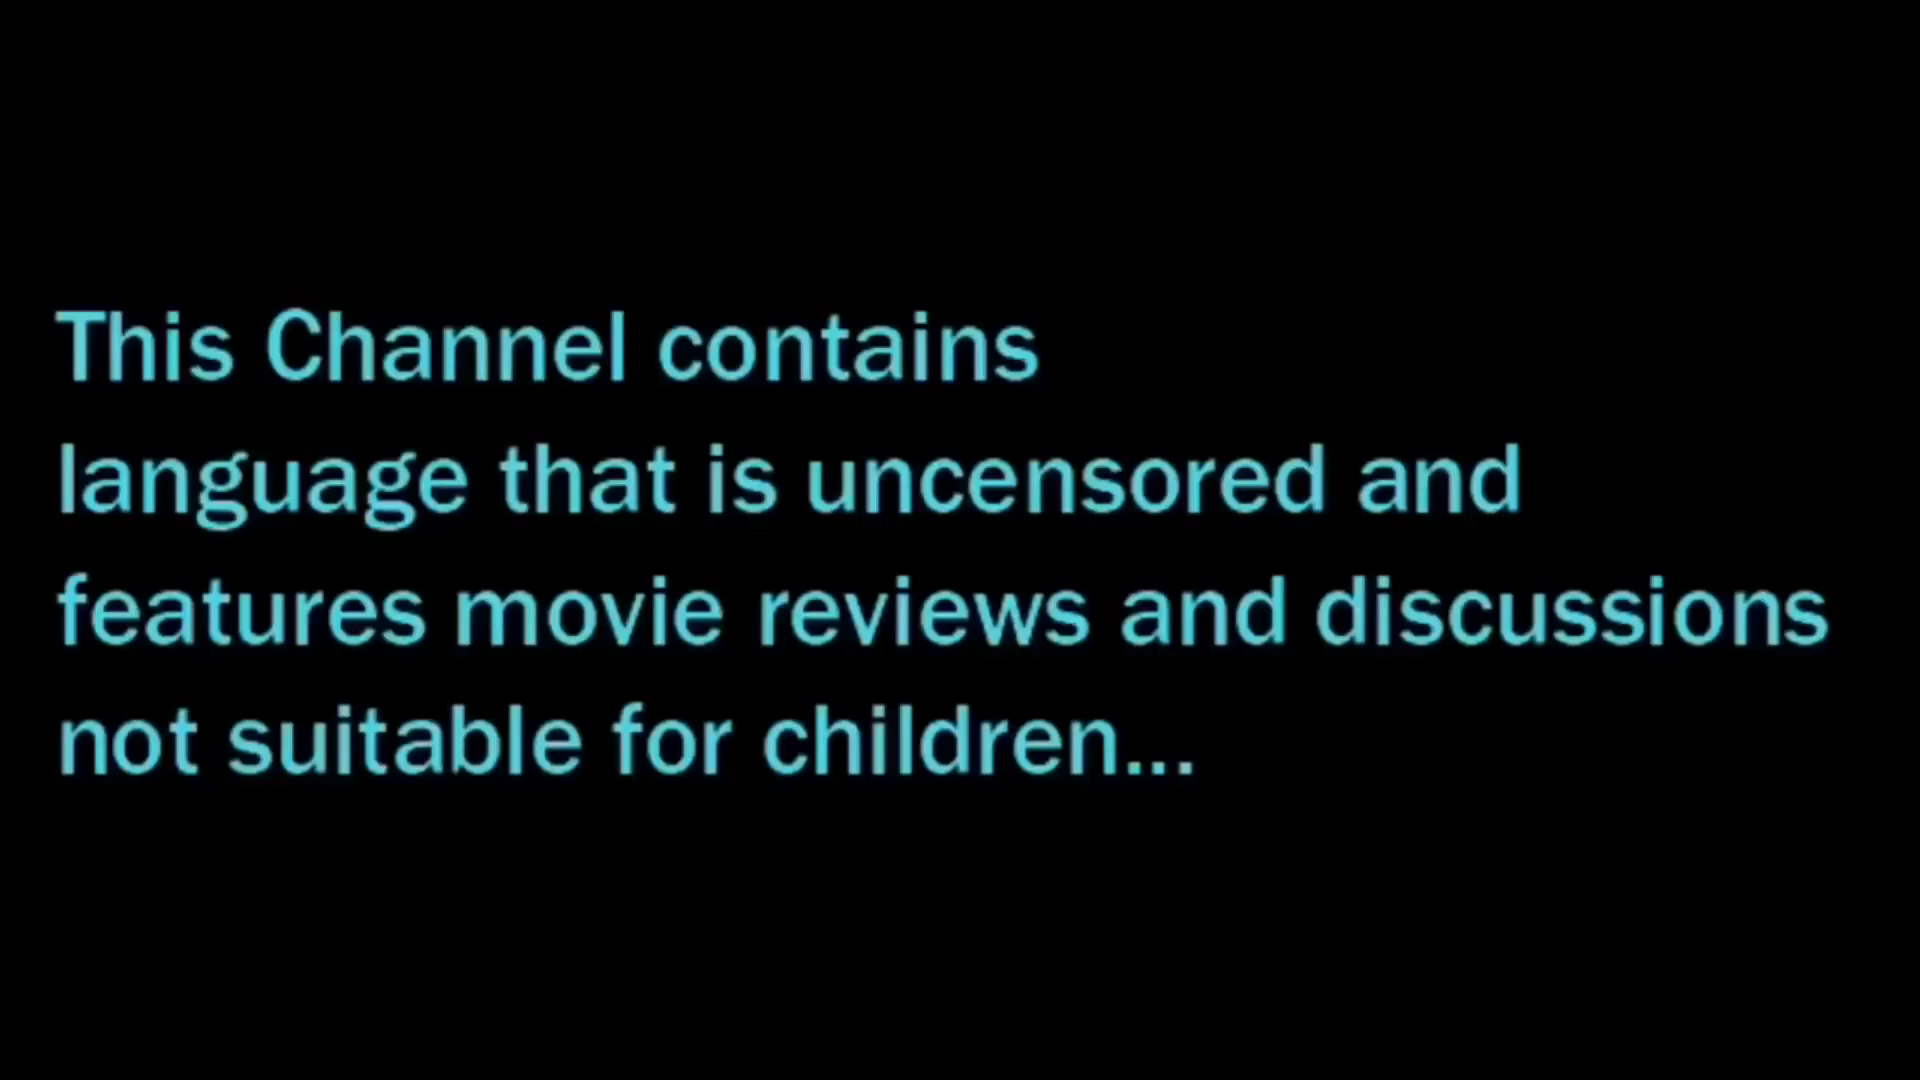 This Channel contains
language that is uncensored and
features movie reviews and discussions
not suitable for children...